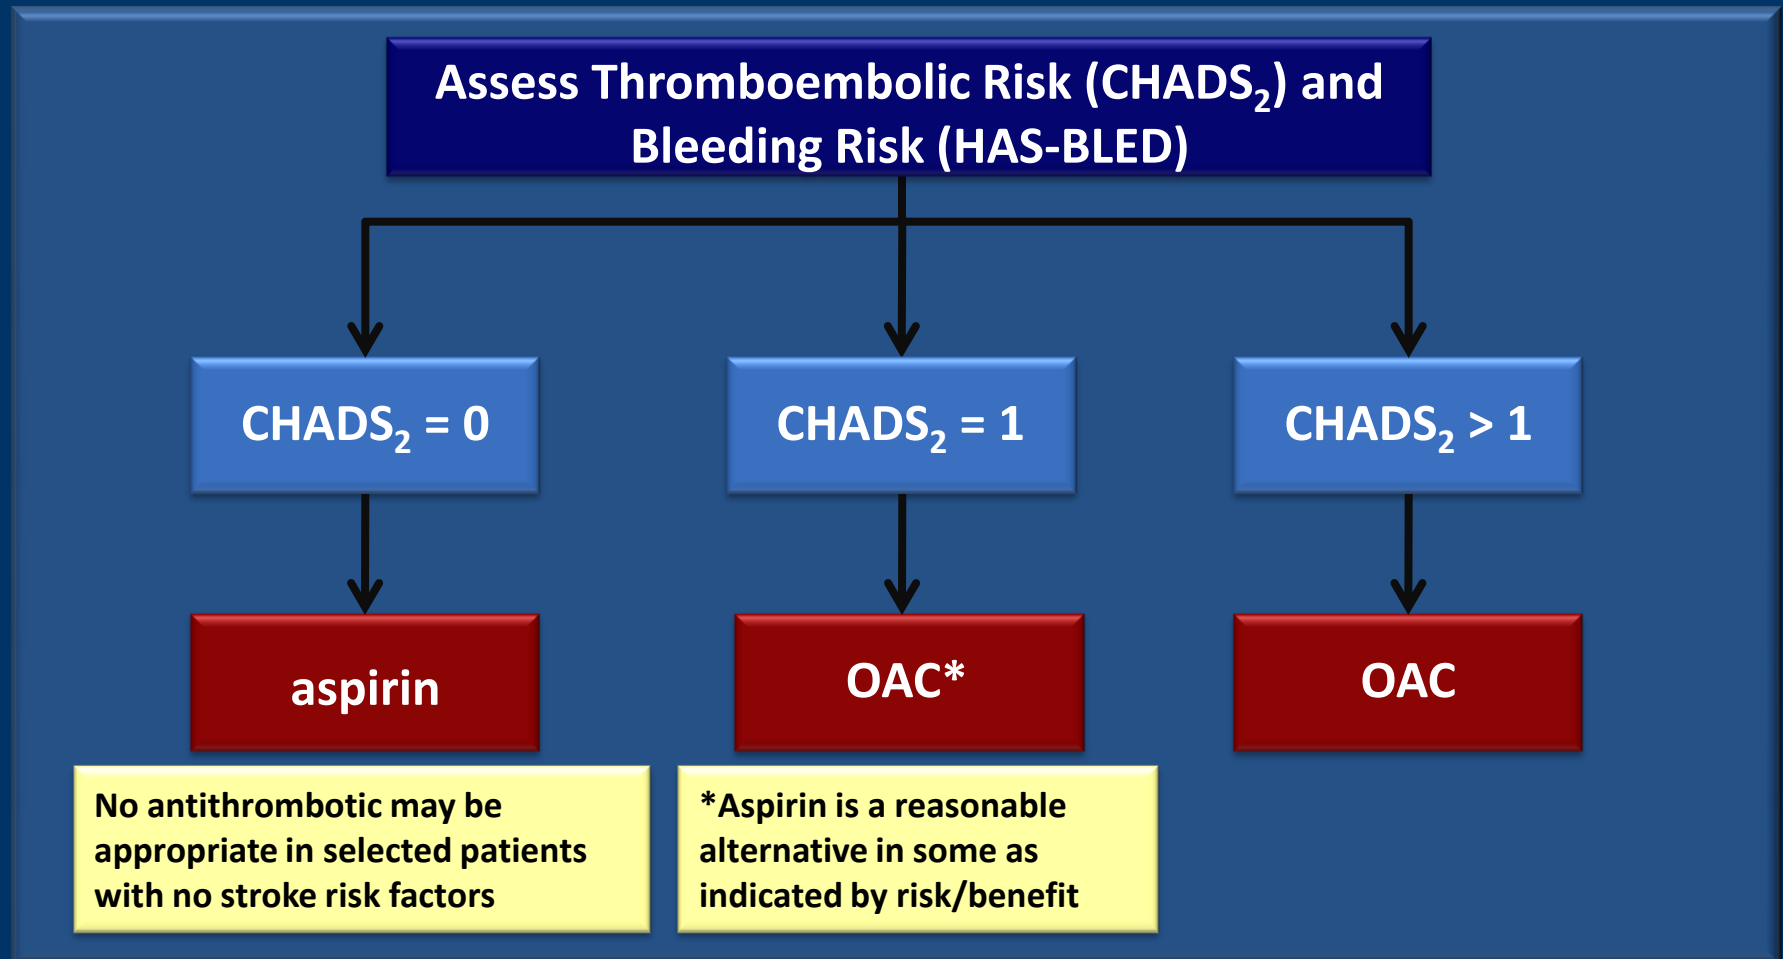 Assess Thromboembolic Risk (CHADS₂) and
Bleeding Risk (HAS-BLED)
CHADS₂ = 0
CHADS₂ = 1
CHADS₂ > 1
aspirin
OAC*
OAC
No antithrombotic may be
appropriate in selected patients
with no stroke risk factors
*Aspirin is a reasonable
alternative in some as
indicated by risk/benefit